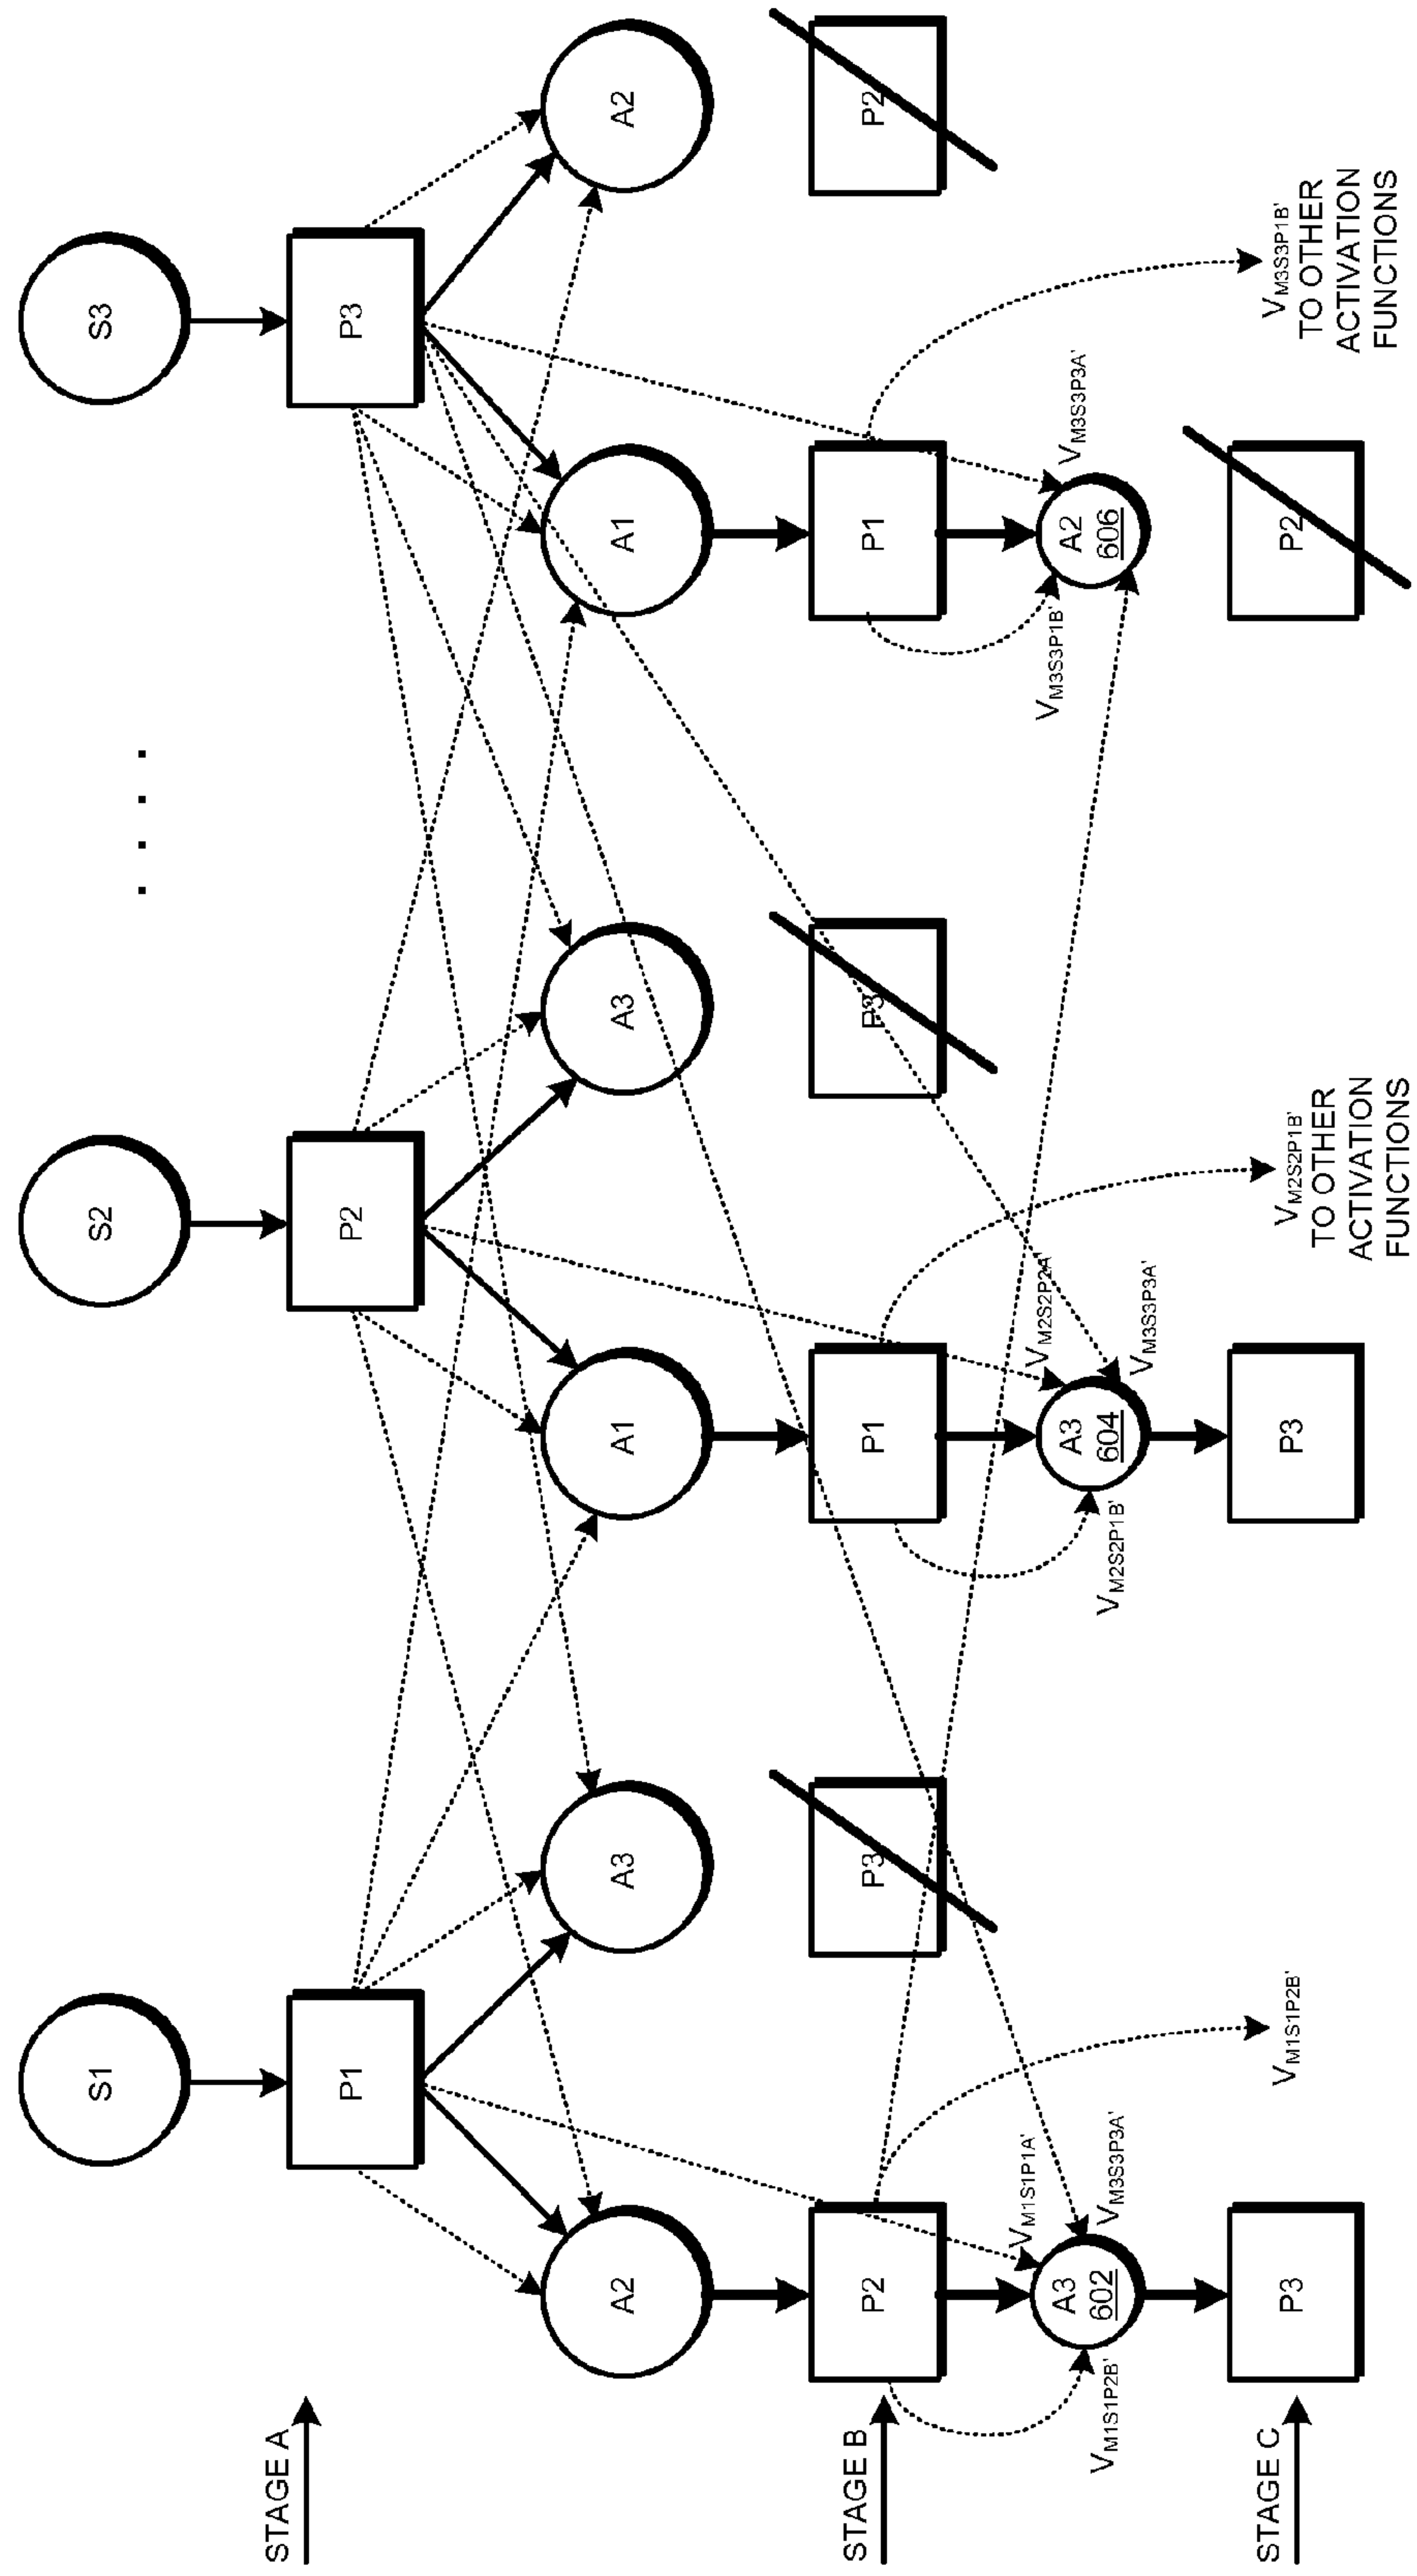 S1
S2
S3
. . . .
STAGE A
P1
P2
P3
A2
A3
A1
A3
A1
A2
STAGE B
P2
P3
P1
P3
P1
P2
VM1S1P1A'
VM2S2P2A'
VM3S3P3A'
A3
602
A3
604
A2
606
VM1S1P2B'
VM3S3P3A'
VM2S2P1B'
VM3S3P3A'
VM3S3P1B'
STAGE C
P3
VM1S1P2B'
P3
VM2S2P1B'
TO OTHER
ACTIVATION
FUNCTIONS
P2
VM3S3P1B'
TO OTHER
ACTIVATION
FUNCTIONS